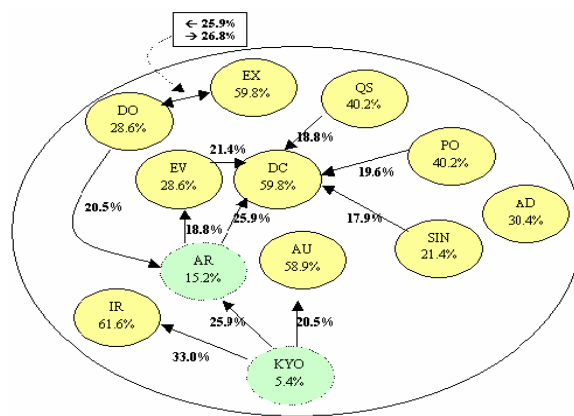 ← 25.9%
→ 26.8%
EX
59.8%
QS
40.2%
DO
28.6%
18.8%
PO
40.2%
21.4%
EV
28.6%
DC
59.8%
19.6%
AD
30.4%
20.5%
18.8%
25.9%
17.9%
SIN
21.4%
AU
58.9%
AR
15.2%
IR
61.6%
25.9%
20.5%
33.0%
KYO
5.4%